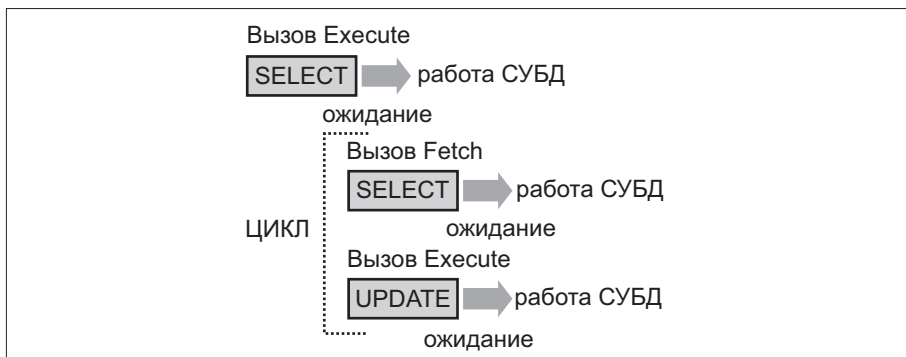 Вызов Execute
SELECT работа СУБД
ожидание
Вызов Fetch
SELECT работа СУБД
ЦИКЛ ожидание
Вызов Execute
UPDATE работа СУБД
ожидание